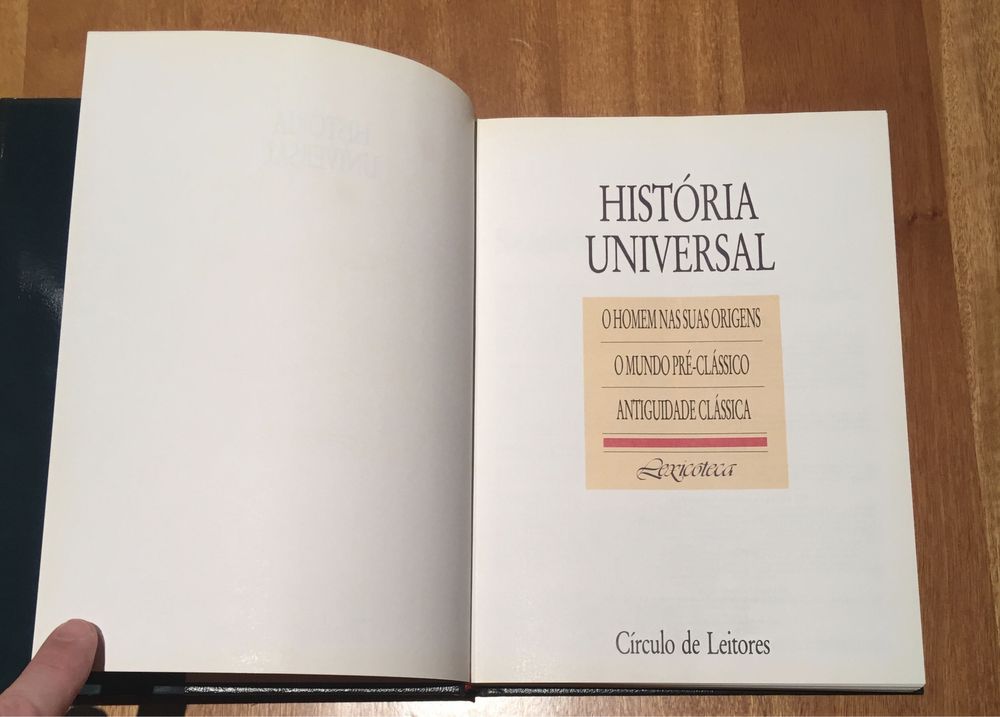 HISTÓRIA
UNIVERSAL
O HOMEM NAS SUAS ORIGENS
O MUNDO PRÉ-CLÁSSICO
ANTIGUIDADE CLÁSSICA
Lexicoteca
Círculo de Leitores